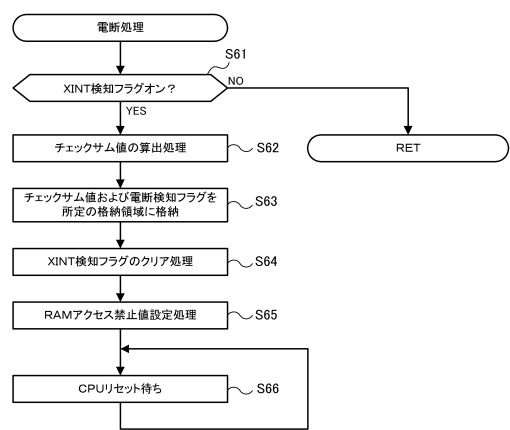 電断処理
S61
XINT検知フラグオン？
NO
YES
チェックサム値の算出処理
S62
RET
チェックサム値および電断検知フラグを
所定の格納領域に格納
S63
XINT検知フラグのクリア処理
S64
RAMアクセス禁止値設定処理
S65
CPUリセット待ち
S66